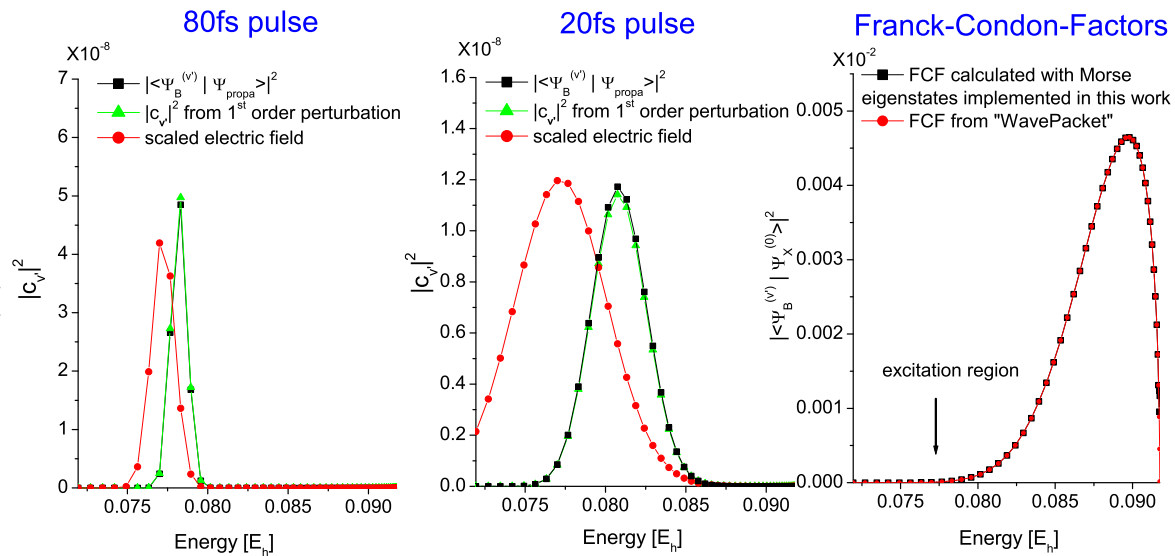 80fs pulse
X10⁻⁸
|<Ψ_B^(v') | Ψ_propa>|²
|c_v'|² from 1st order perturbation
scaled electric field
7
6
5
4
3
2
1
0
|c_v'|²
0.075 0.080 0.085 0.090
Energy [E_h]
20fs pulse
X10⁻⁸
|<Ψ_B^(v') | Ψ_propa>|²
|c_v'|² from 1st order perturbation
scaled electric field
1.6
1.4
1.2
1.0
0.8
0.6
0.4
0.2
0.0
|c_v'|²
0.075 0.080 0.085 0.090
Energy [E_h]
Franck-Condon-Factors
X10⁻²
FCF calculated with Morse
eigenstates implemented in this work
FCF from "WavePacket"
0.005
0.004
0.003
0.002
0.001
0.000
|<Ψ_B^(v') | Ψ_X^(0)>|²
excitation region
0.075 0.080 0.085 0.090
Energy [E_h]